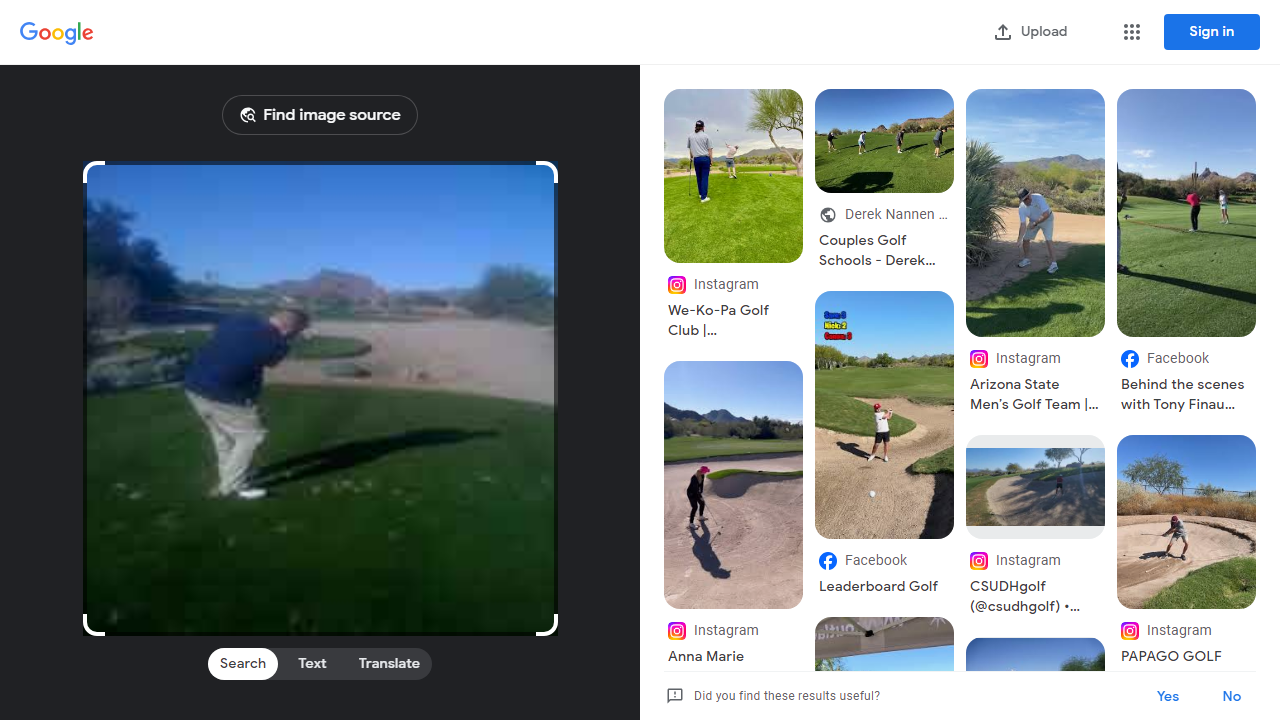 Google
Upload
Sign in
Find image source
Search
Text
Translate
Instagram
We-Ko-Pa Golf
Club |...
Instagram
Anna Marie
Derek Nannen ...
Couples Golf
Schools - Derek...
Facebook
Leaderboard Golf
Instagram
Arizona State
Men's Golf Team |...
Instagram
CSUDHgolf
(@csudhgolf) •...
Facebook
Behind the scenes
with Tony Finau...
Instagram
PAPAGO GOLF
Did you find these results useful?
Yes
No